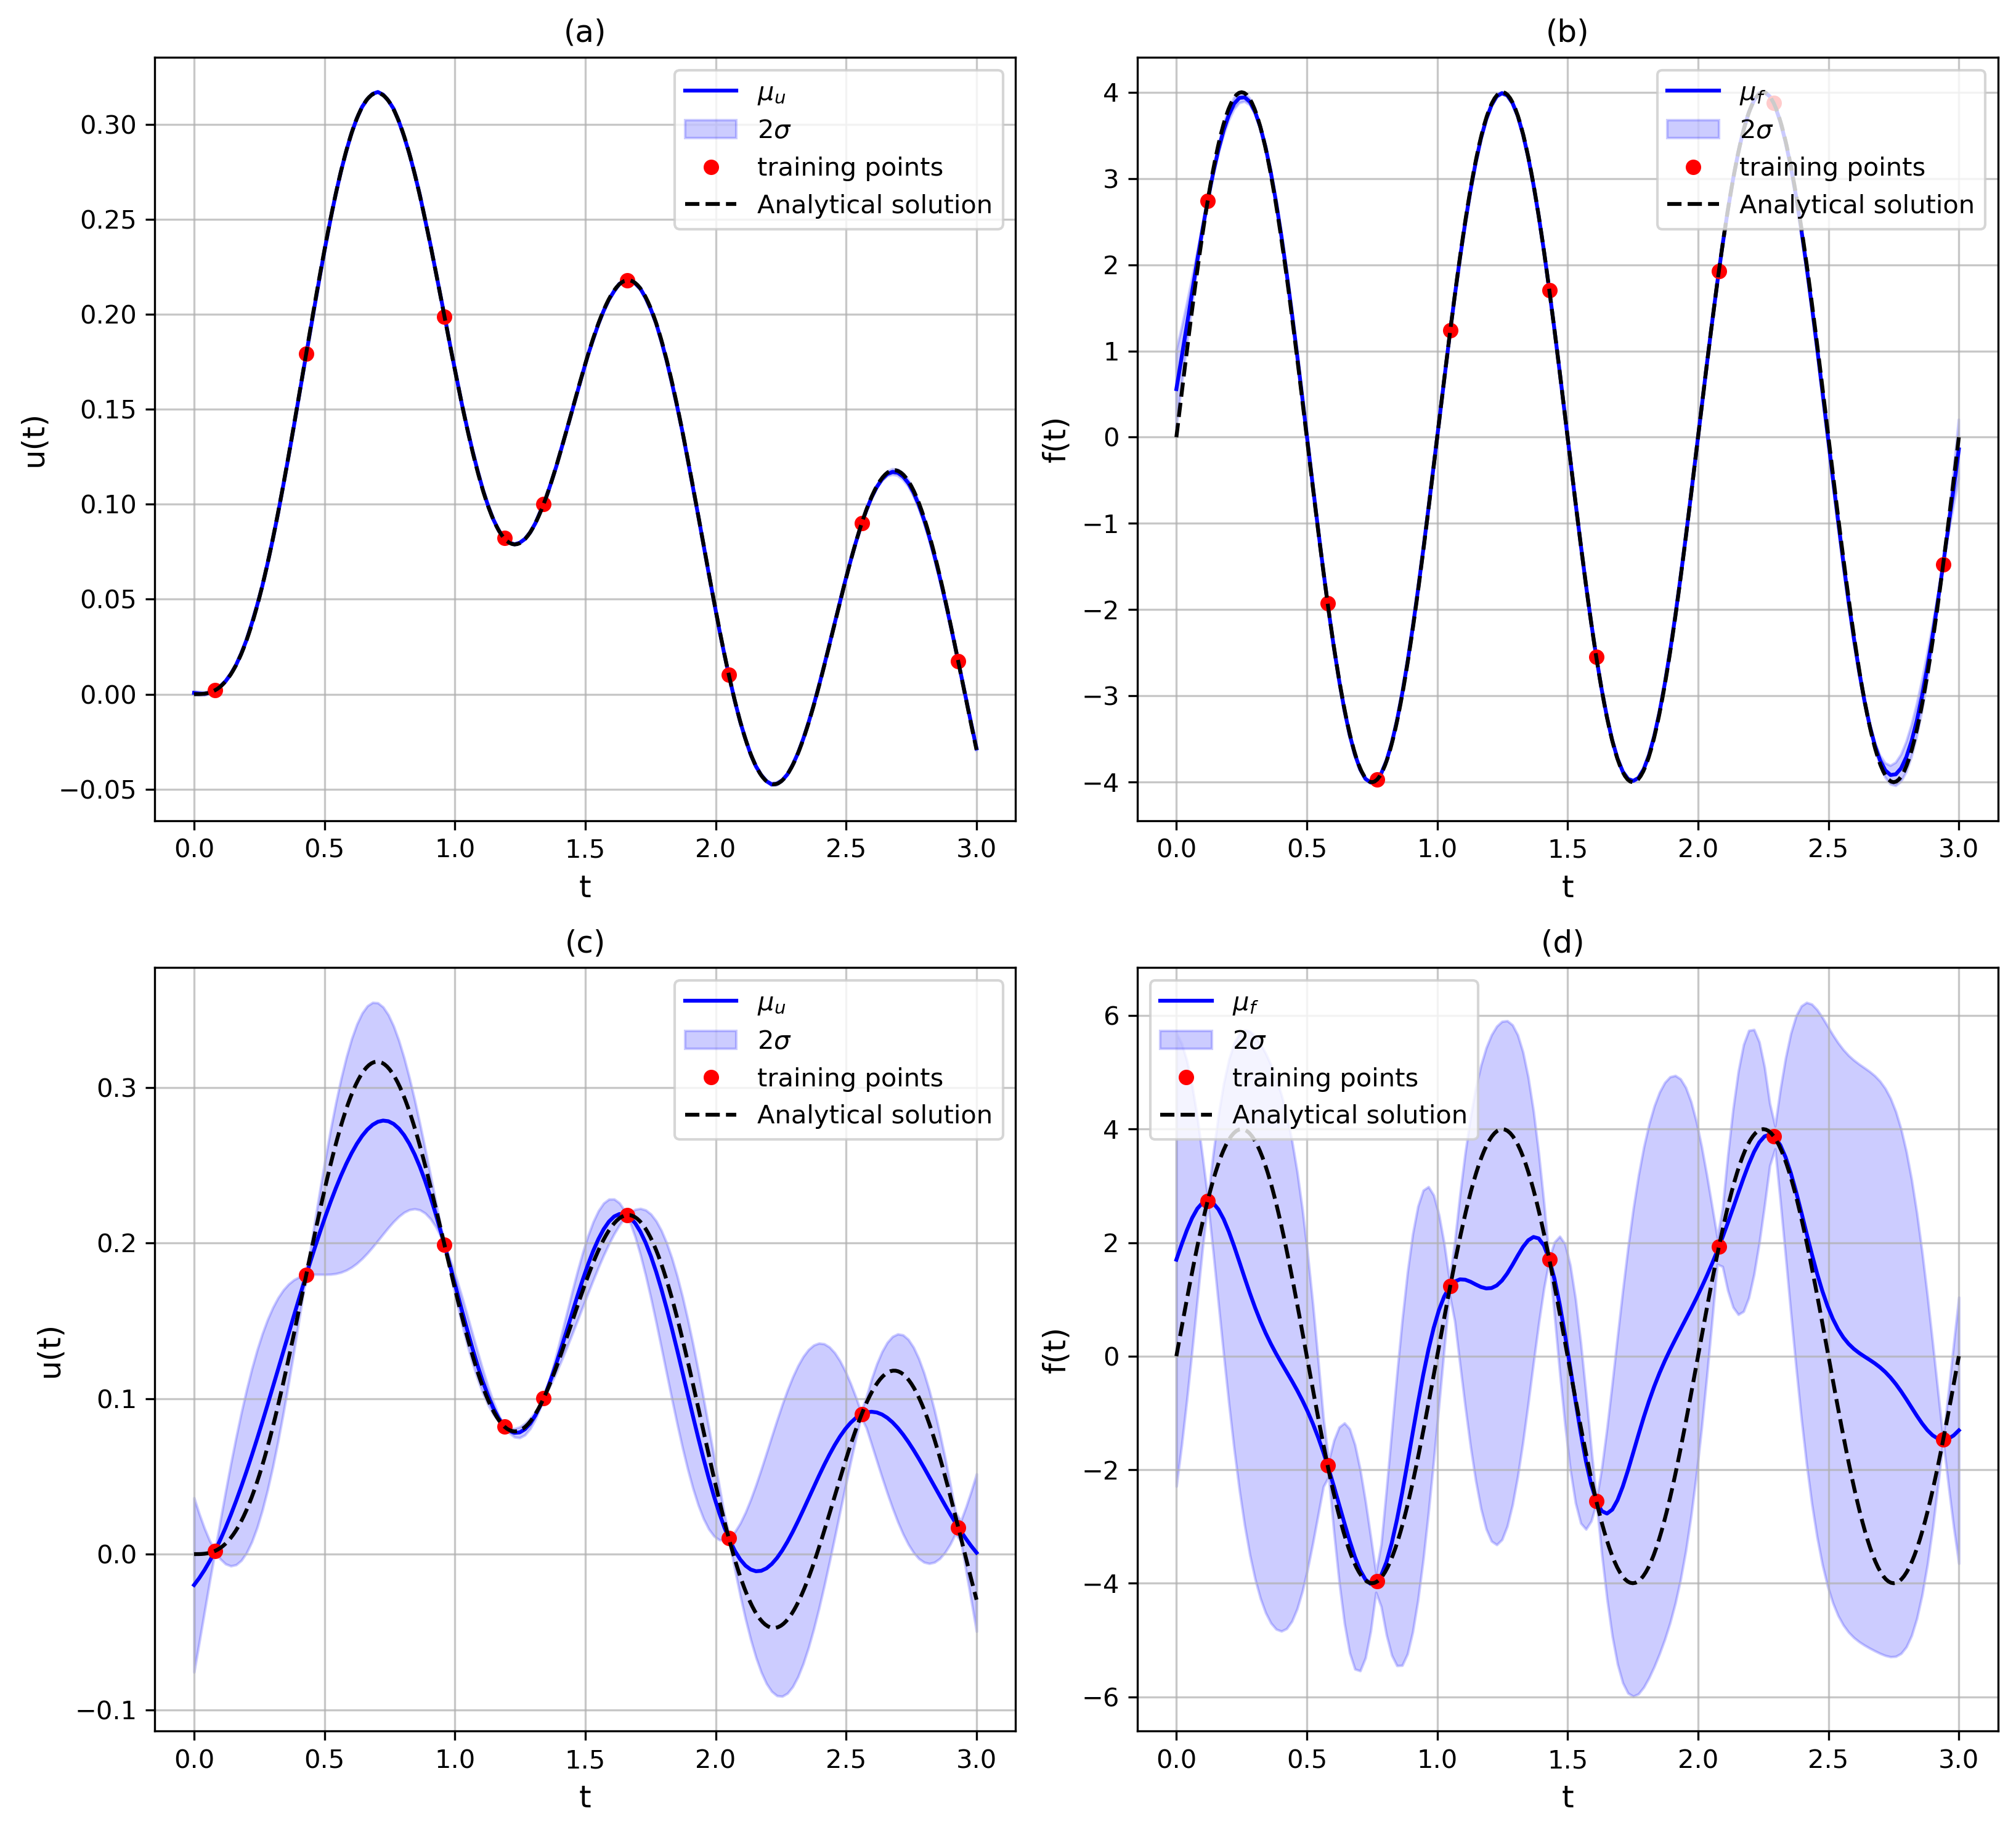 (a)
u(t)
0.30
0.25
0.20
0.15
0.10
0.05
0.00
−0.05
0.0 0.5 1.0 1.5 2.0 2.5 3.0
t
μ_u
2σ
training points
Analytical solution
(b)
f(t)
4
3
2
1
0
−1
−2
−3
−4
0.0 0.5 1.0 1.5 2.0 2.5 3.0
t
μ_f
2σ
training points
Analytical solution
(c)
u(t)
0.3
0.2
0.1
0.0
−0.1
0.0 0.5 1.0 1.5 2.0 2.5 3.0
t
μ_u
2σ
training points
Analytical solution
(d)
f(t)
6
4
2
0
−2
−4
−6
0.0 0.5 1.0 1.5 2.0 2.5 3.0
t
μ_f
2σ
training points
Analytical solution